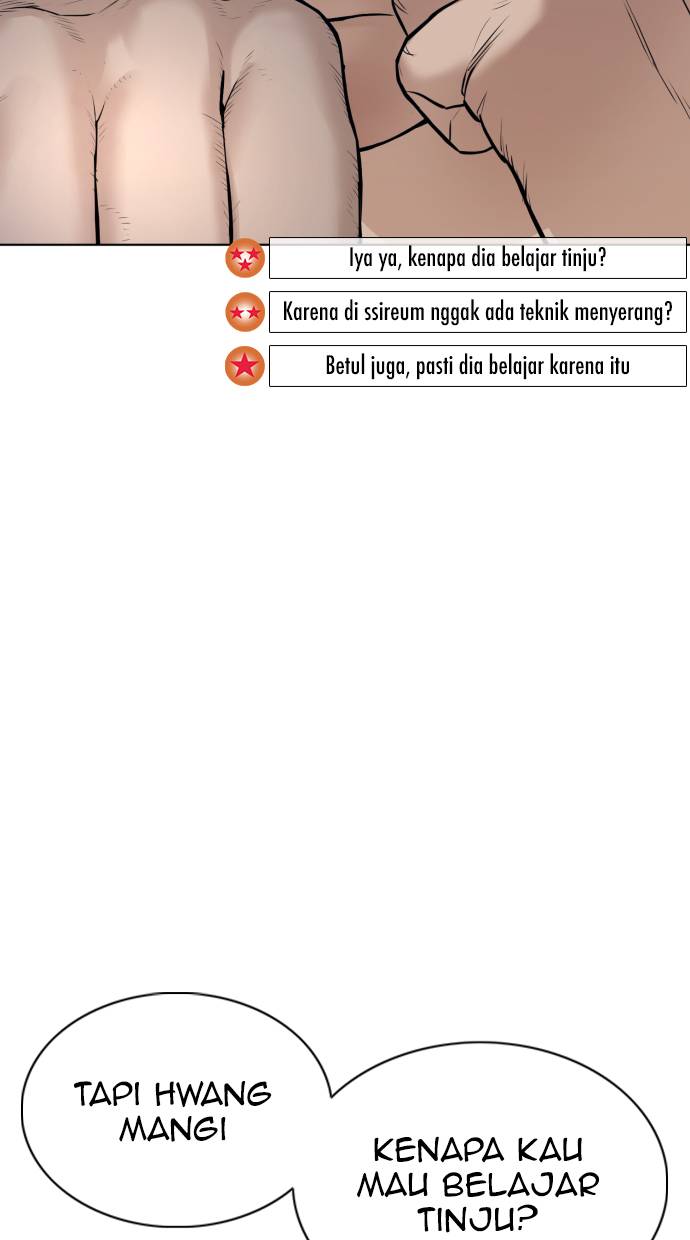 Iya ya, kenapa dia belajar tinju?
Karena di ssireum nggak ada teknik menyerang?
Betul juga, pasti dia belajar karena itu
TAPI HWANG
MANGI
KENAPA KAU
MAU BELAJAR
TINJU?